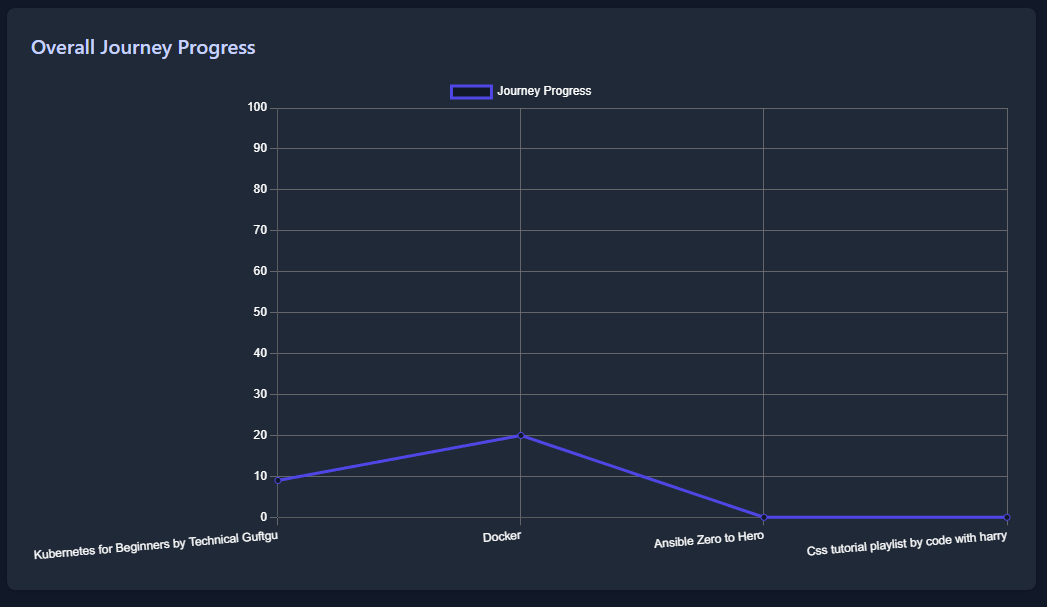 Overall Journey Progress
Journey Progress
100
90
80
70
60
50
40
30
20
10
0
Kubernetes for Beginners by Technical Guftgu
Docker
Ansible Zero to Hero
Css tutorial playlist by code with harry